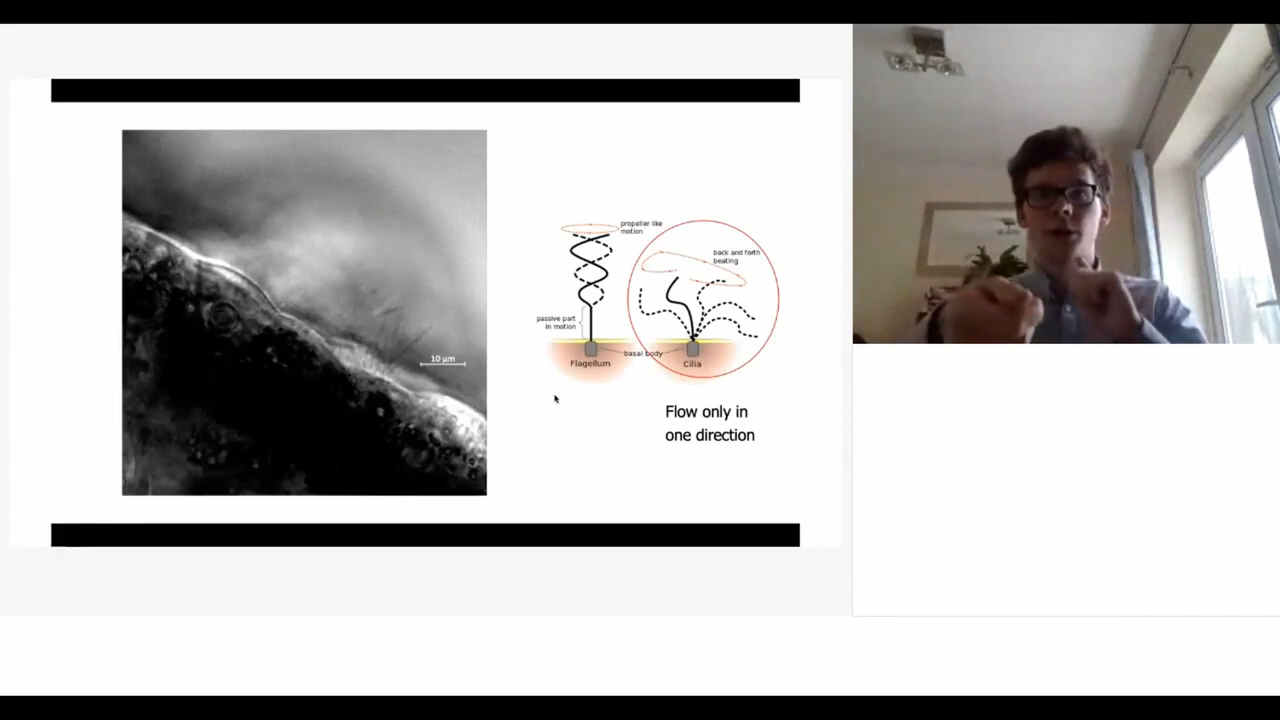 propeller like
motion
back and forth
beating
passive part
in motion
10 µm
basal body
Flagellum
Cilia
Flow only in
one direction